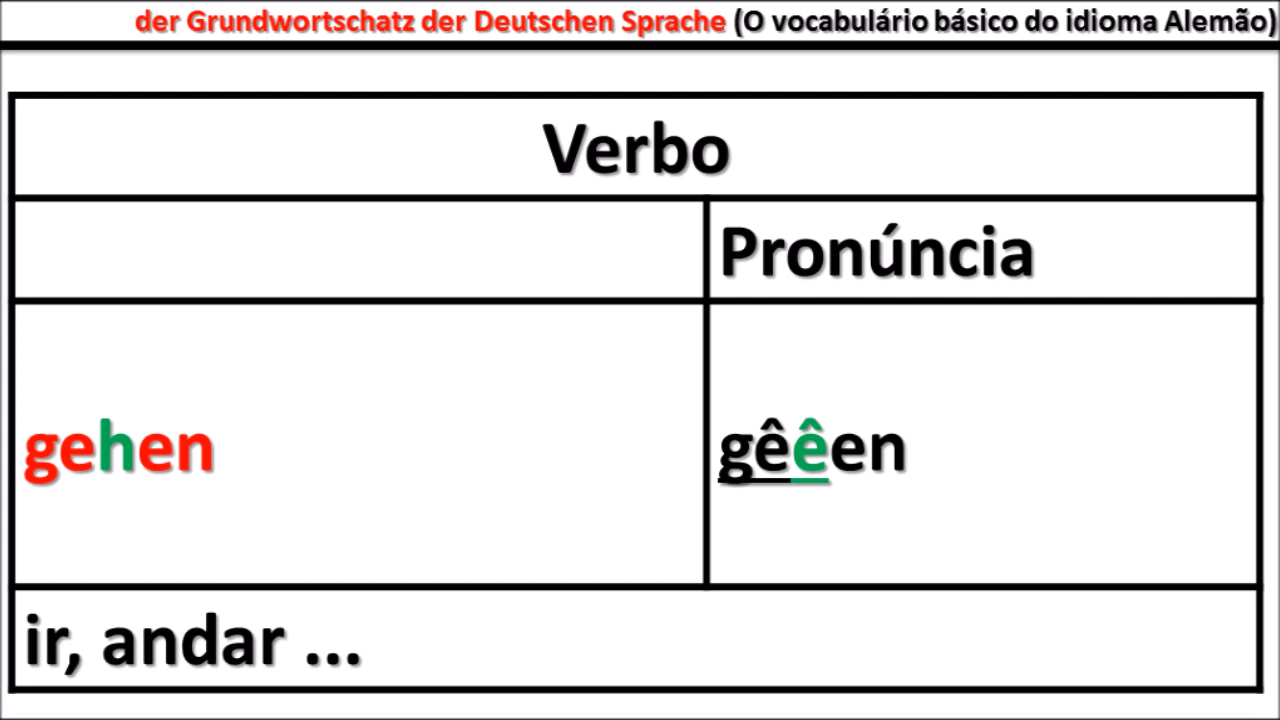 der Grundwortschatz der Deutschen Sprache (O vocabulário básico do idioma Alemão)
Verbo
Pronúncia
gehen gêêen
ir, andar ...